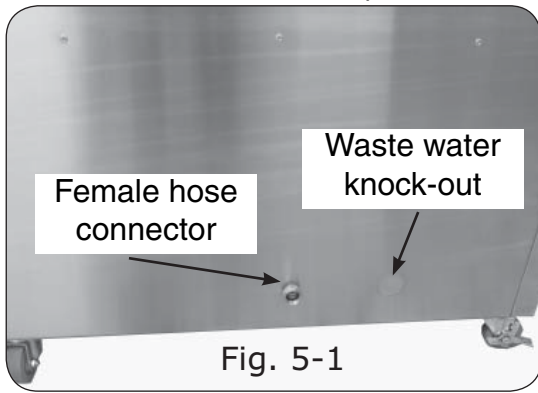 Waste water
knock-out
Female hose
connector
Fig. 5-1